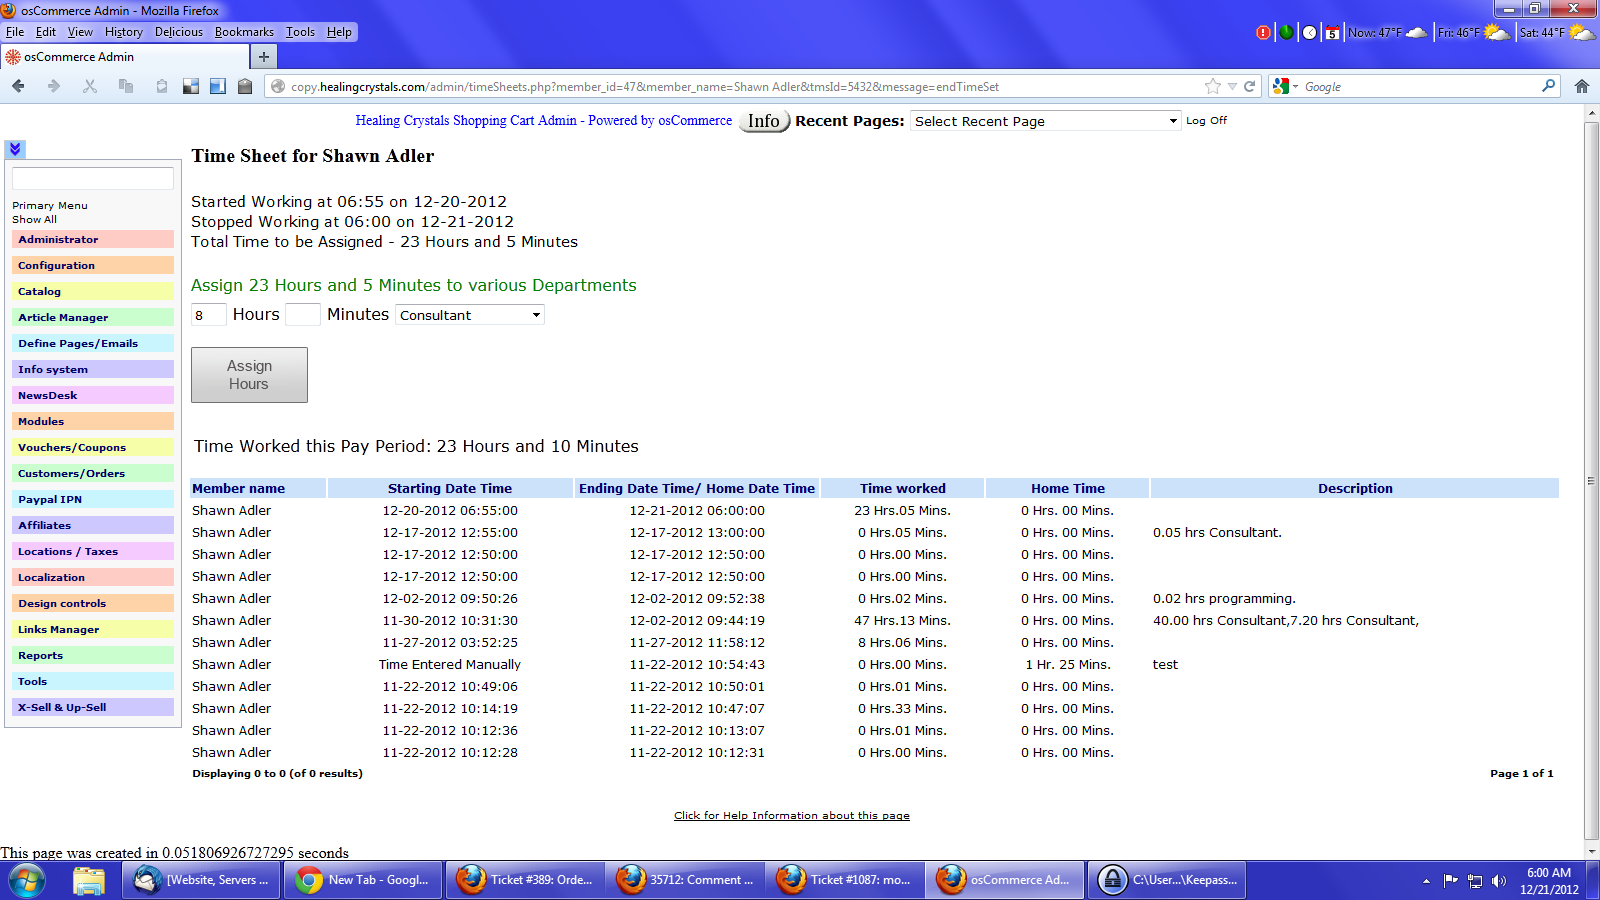 osCommerce Admin - Mozilla Firefox
File Edit View History Delicious Bookmarks Tools Help
5 Now: 47°F Fri: 46°F Sat: 44°F
osCommerce Admin
copy.healingcrystals.com/admin/timeSheets.php?member_id=47&member_name=Shawn Adler&tmsId=5432&message=endTimeSet
Google
Healing Crystals Shopping Cart Admin - Powered by osCommerce Info Recent Pages: Select Recent Page Log Off
Time Sheet for Shawn Adler
Started Working at 06:55 on 12-20-2012
Stopped Working at 06:00 on 12-21-2012
Total Time to be Assigned - 23 Hours and 5 Minutes
Assign 23 Hours and 5 Minutes to various Departments
8 Hours Minutes Consultant
Assign
Hours
Primary Menu
Show All
Administrator
Configuration
Catalog
Article Manager
Define Pages/Emails
Info system
NewsDesk
Modules
Vouchers/Coupons
Customers/Orders
Paypal IPN
Affiliates
Locations / Taxes
Localization
Design controls
Links Manager
Reports
Tools
X-Sell & Up-Sell
Time Worked this Pay Period: 23 Hours and 10 Minutes
Member name Starting Date Time Ending Date Time/ Home Date Time Time worked Home Time Description
Shawn Adler 12-20-2012 06:55:00 12-21-2012 06:00:00 23 Hrs.05 Mins. 0 Hrs. 00 Mins.
Shawn Adler 12-17-2012 12:55:00 12-17-2012 13:00:00 0 Hrs.05 Mins. 0 Hrs. 00 Mins. 0.05 hrs Consultant.
Shawn Adler 12-17-2012 12:50:00 12-17-2012 12:50:00 0 Hrs.00 Mins. 0 Hrs. 00 Mins.
Shawn Adler 12-17-2012 12:50:00 12-17-2012 12:50:00 0 Hrs.00 Mins. 0 Hrs. 00 Mins.
Shawn Adler 12-02-2012 09:50:26 12-02-2012 09:52:38 0 Hrs.02 Mins. 0 Hrs. 00 Mins. 0.02 hrs programming.
Shawn Adler 11-30-2012 10:31:30 12-02-2012 09:44:19 47 Hrs.13 Mins. 0 Hrs. 00 Mins. 40.00 hrs Consultant,7.20 hrs Consultant,
Shawn Adler 11-27-2012 03:52:25 11-27-2012 11:58:12 8 Hrs.06 Mins. 0 Hrs. 00 Mins.
Shawn Adler Time Entered Manually 11-22-2012 10:54:43 0 Hrs.00 Mins. 1 Hr. 25 Mins. test
Shawn Adler 11-22-2012 10:49:06 11-22-2012 10:50:01 0 Hrs.01 Mins. 0 Hrs. 00 Mins.
Shawn Adler 11-22-2012 10:14:19 11-22-2012 10:47:07 0 Hrs.33 Mins. 0 Hrs. 00 Mins.
Shawn Adler 11-22-2012 10:12:36 11-22-2012 10:13:07 0 Hrs.01 Mins. 0 Hrs. 00 Mins.
Shawn Adler 11-22-2012 10:12:28 11-22-2012 10:12:31 0 Hrs.00 Mins. 0 Hrs. 00 Mins.
Displaying 0 to 0 (of 0 results) Page 1 of 1
Click for Help Information about this page
This page was created in 0.051806926727295 seconds
[Website, Servers ... New Tab - Googl... Ticket #389: Orde... 35712: Comment ... Ticket #1087: mo... osCommerce Ad... C:\User...\Keepass...
6:00 AM
12/21/2012